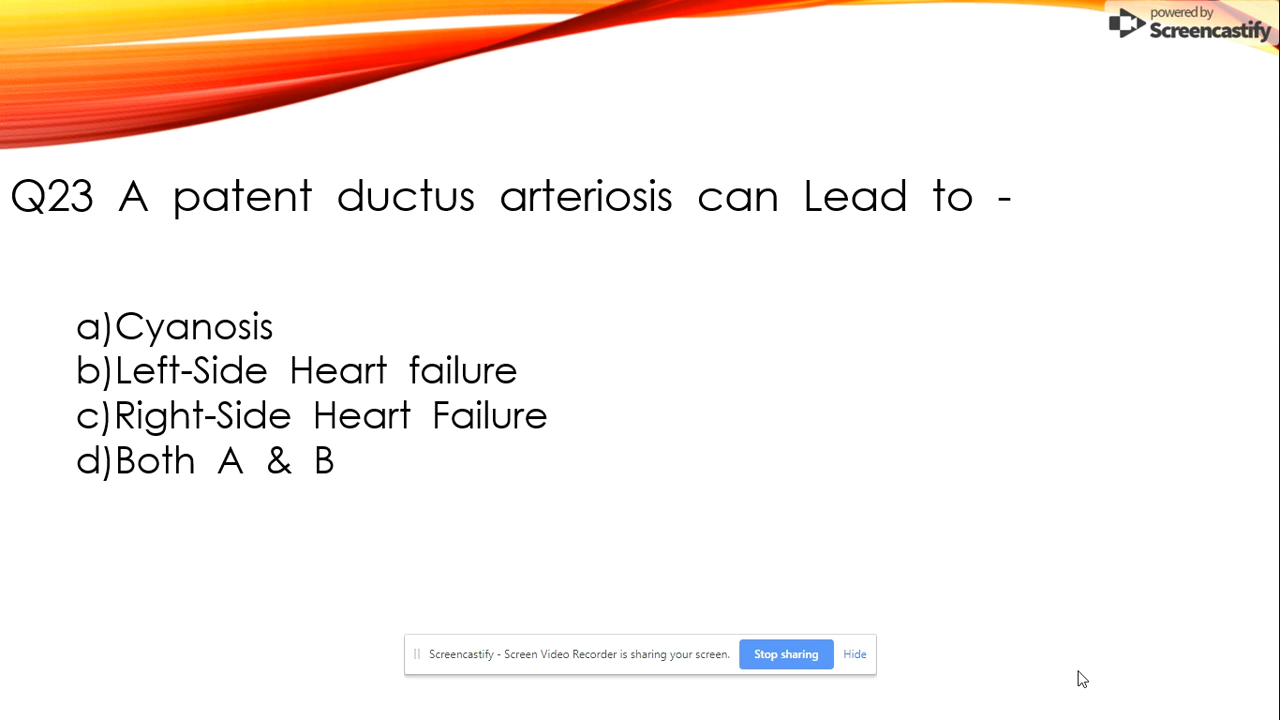 powered by
Screencastify
Q23 A patent ductus arteriosis can Lead to -
a)Cyanosis
b)Left-Side Heart failure
c)Right-Side Heart Failure
d)Both A & B
Screencastify - Screen Video Recorder is sharing your screen. Stop sharing Hide